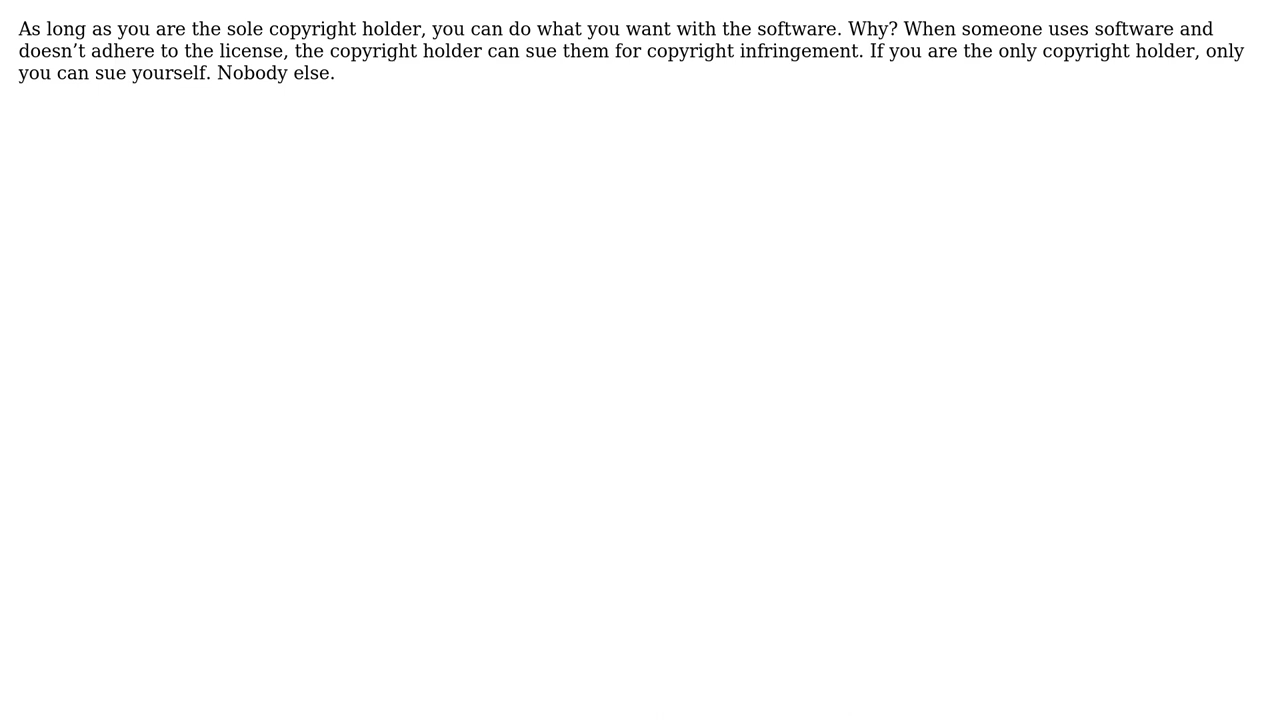 As long as you are the sole copyright holder, you can do what you want with the software. Why? When someone uses software and
doesn’t adhere to the license, the copyright holder can sue them for copyright infringement. If you are the only copyright holder, only
you can sue yourself. Nobody else.